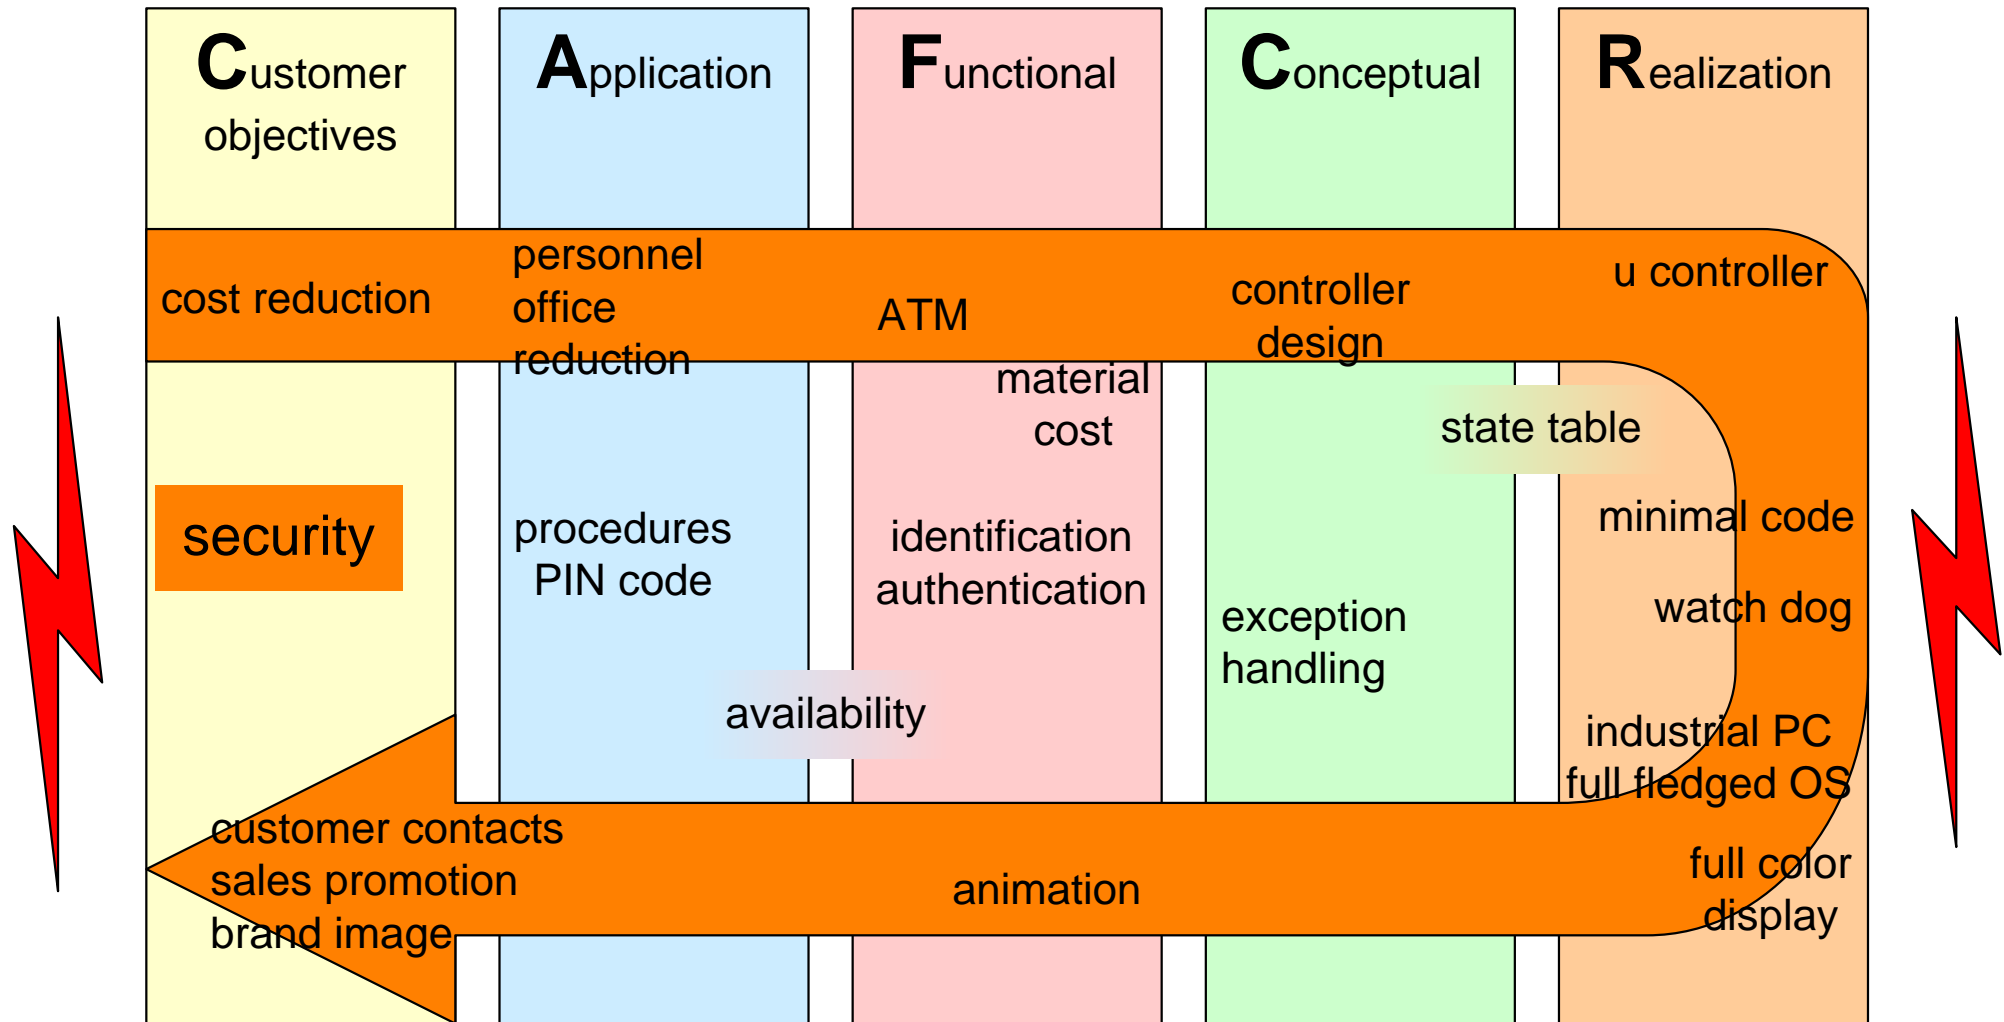 Customer
objectives
Application
Functional
Conceptual
Realization
cost reduction
personnel
office
reduction
ATM
controller
design
u controller
material
cost
state table
security
procedures
PIN code
identification
authentication
minimal code
exception
handling
watch dog
availability
industrial PC
full fledged OS
customer contacts
sales promotion
brand image
animation
full color
display